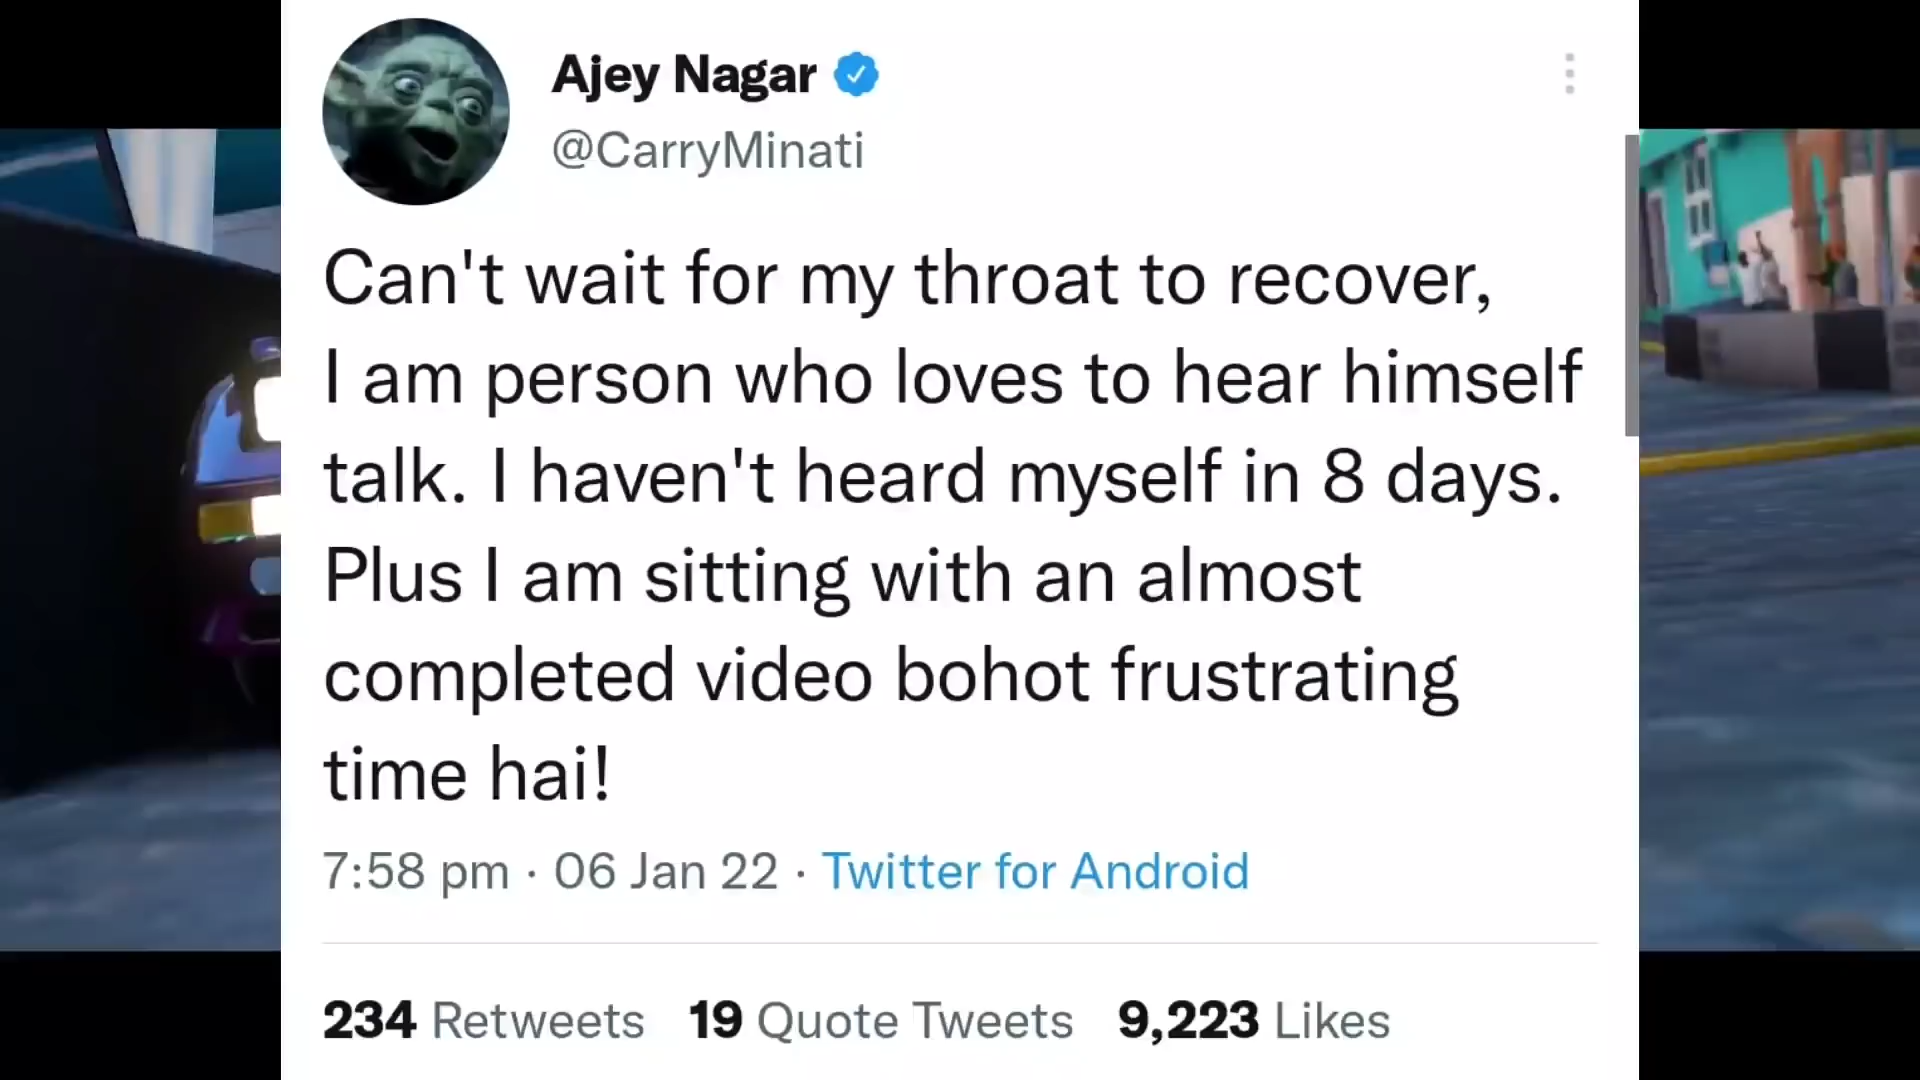 Ajey Nagar
@CarryMinati
Can't wait for my throat to recover,
I am person who loves to hear himself
talk. I haven't heard myself in 8 days.
Plus I am sitting with an almost
completed video bohot frustrating
time hai!
7:58 pm · 06 Jan 22 · Twitter for Android
234 Retweets 19 Quote Tweets 9,223 Likes